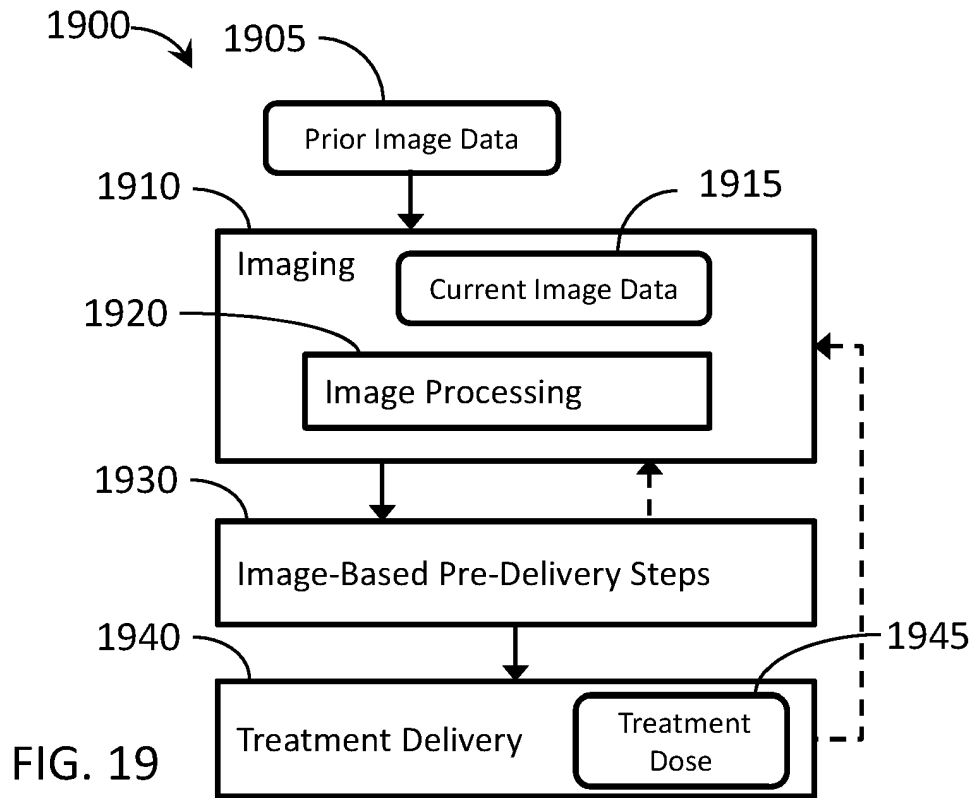 1900
1905
Prior Image Data
1910
1915
Imaging
Current Image Data
1920
Image Processing
1930
Image-Based Pre-Delivery Steps
1940
1945
Treatment Delivery
Treatment
Dose
FIG. 19